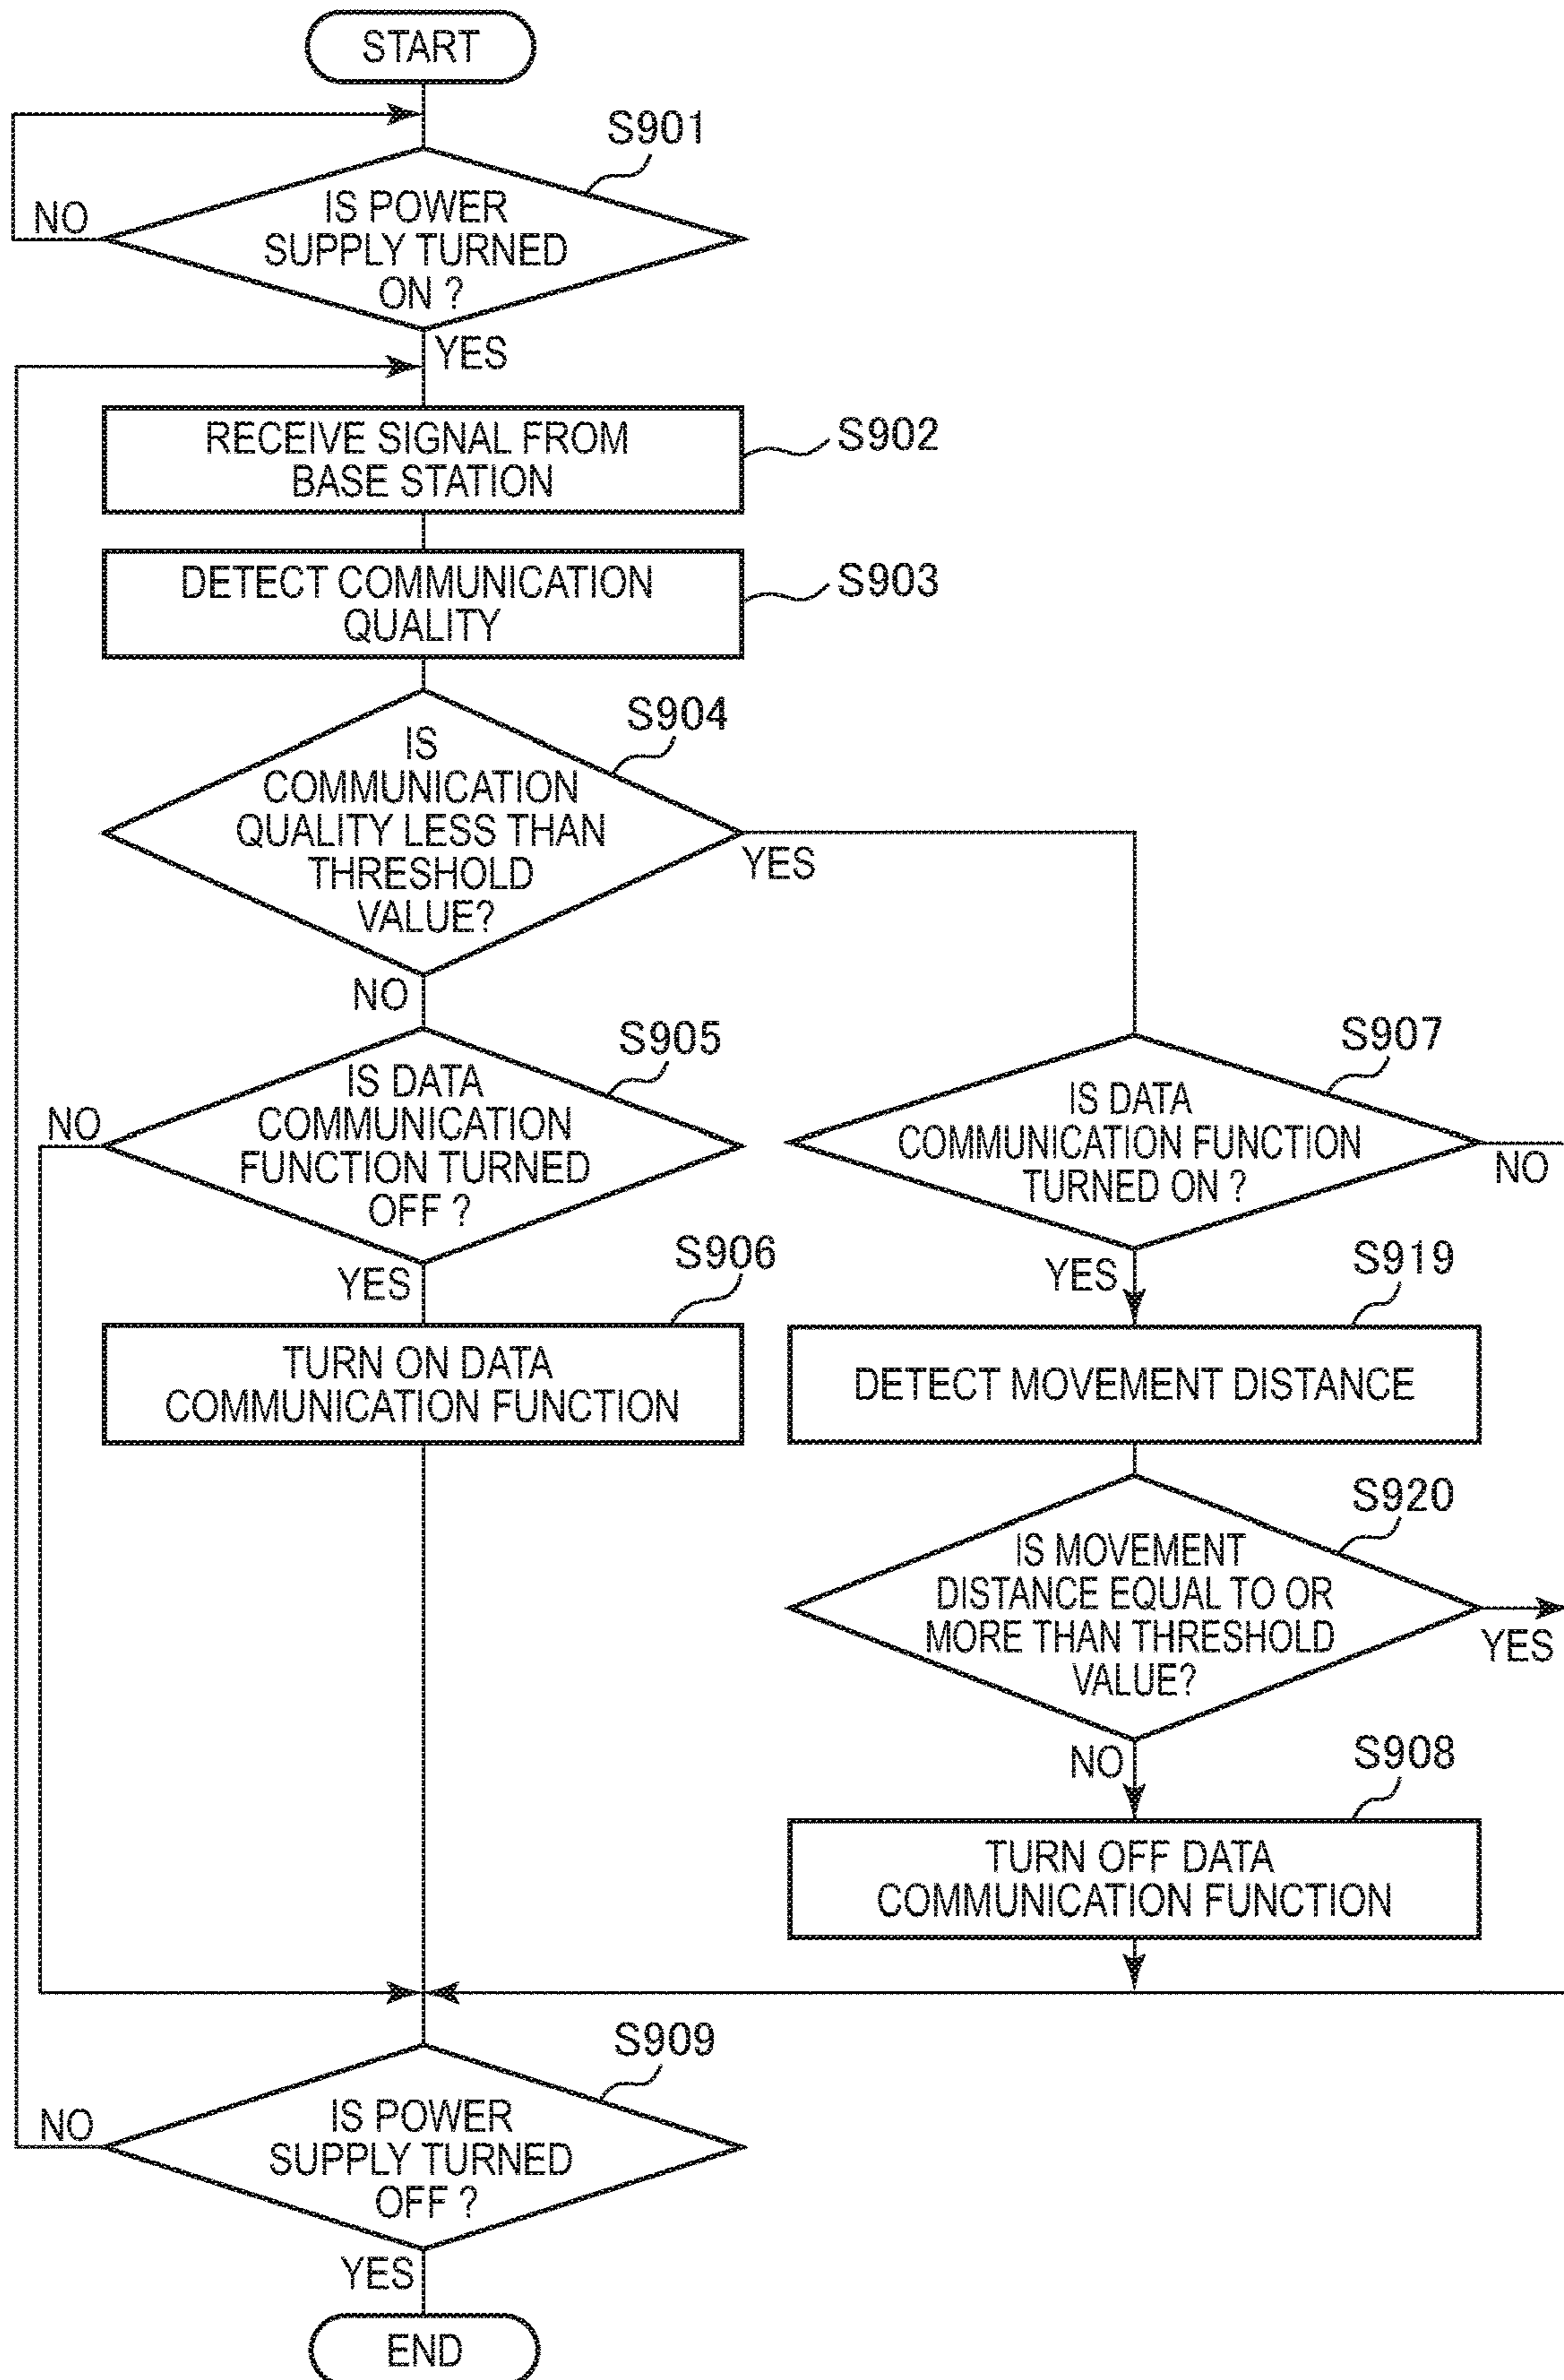 START
S901
IS POWER
SUPPLY TURNED
ON ?
NO
YES
RECEIVE SIGNAL FROM
BASE STATION
S902
DETECT COMMUNICATION
QUALITY
S903
S904
IS
COMMUNICATION
QUALITY LESS THAN
THRESHOLD
VALUE?
YES
NO
S905
IS DATA
COMMUNICATION
FUNCTION TURNED
OFF ?
NO
YES
S907
IS DATA
COMMUNICATION FUNCTION
TURNED ON ?
NO
YES
S906
TURN ON DATA
COMMUNICATION FUNCTION
S919
DETECT MOVEMENT DISTANCE
S920
IS MOVEMENT
DISTANCE EQUAL TO OR
MORE THAN THRESHOLD
VALUE?
YES
NO
S908
TURN OFF DATA
COMMUNICATION FUNCTION
S909
IS POWER
SUPPLY TURNED
OFF ?
NO
YES
END